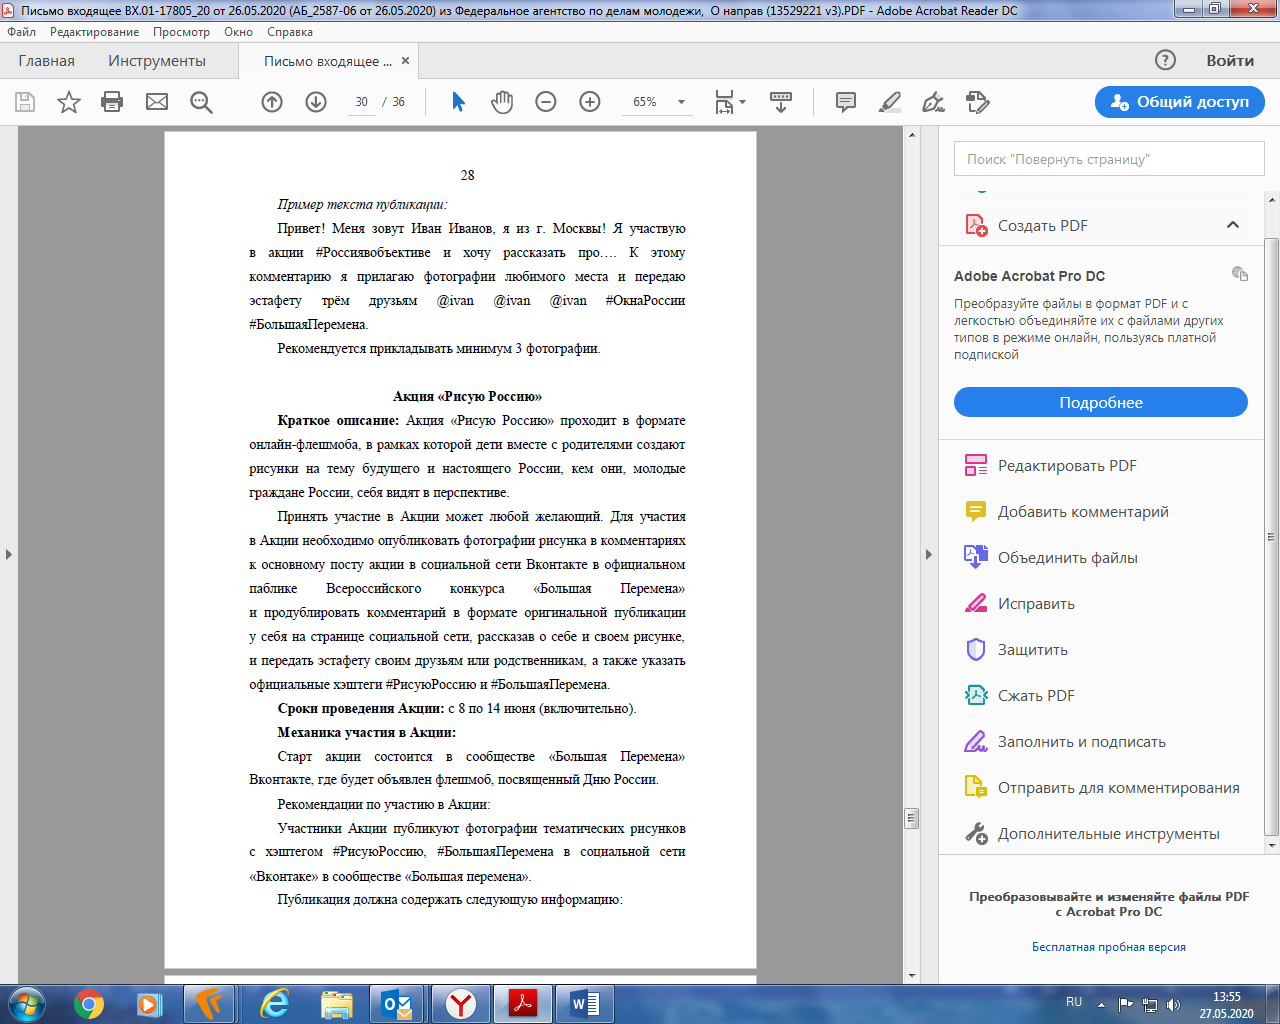 Письмо входящее ВХ.01-17805_20 от 26.05.2020 (АБ_2587-06 от 26.05.2020) из Федеральное агентство по делам молодежи, О направ (13529221 v3).PDF - Adobe Acrobat Reader DC
Файл Редактирование Просмотр Окно Справка
Главная Инструменты Письмо входящее ... × Войти
30 / 36 65% Общий доступ
28
Пример текста публикации:
Привет! Меня зовут Иван Иванов, я из г. Москвы! Я участвую
в акции #Россиявобъективе и хочу рассказать про…. К этому
комментарию я прилагаю фотографии любимого места и передаю
эстафету трём друзьям @ivan @ivan @ivan #ОкнаРоссии
#БольшаяПеремена.
Рекомендуется прикладывать минимум 3 фотографии.
Акция «Рисую Россию»
Краткое описание: Акция «Рисую Россию» проходит в формате
онлайн-флешмоба, в рамках которой дети вместе с родителями создают
рисунки на тему будущего и настоящего России, кем они, молодые
граждане России, себя видят в перспективе.
Принять участие в Акции может любой желающий. Для участия
в Акции необходимо опубликовать фотографии рисунка в комментариях
к основному посту акции в социальной сети Вконтакте в официальном
паблике Всероссийского конкурса «Большая Перемена»
и продублировать комментарий в формате оригинальной публикации
у себя на странице социальной сети, рассказав о себе и своем рисунке,
и передать эстафету своим друзьям или родственникам, а также указать
официальные хэштеги #РисуюРоссию и #БольшаяПеремена.
Сроки проведения Акции: с 8 по 14 июня (включительно).
Механика участия в Акции:
Старт акции состоится в сообществе «Большая Перемена»
Вконтакте, где будет объявлен флешмоб, посвященный Дню России.
Рекомендации по участию в Акции:
Участники Акции публикуют фотографии тематических рисунков
с хэштегом #РисуюРоссию, #БольшаяПеремена в социальной сети
«Вконтаке» в сообществе «Большая перемена».
Публикация должна содержать следующую информацию:
Поиск "Повернуть страницу"
Создать PDF
Adobe Acrobat Pro DC
Преобразуйте файлы в формат PDF и с
легкостью объединяйте их с файлами других
типов в режиме онлайн, пользуясь платной
подпиской
Подробнее
Редактировать PDF
Добавить комментарий
Объединить файлы
Исправить
Защитить
Сжать PDF
Заполнить и подписать
Отправить для комментирования
Дополнительные инструменты
Преобразовывайте и изменяйте файлы PDF
с Acrobat Pro DC
Бесплатная пробная версия
RU 13:55
27.05.2020